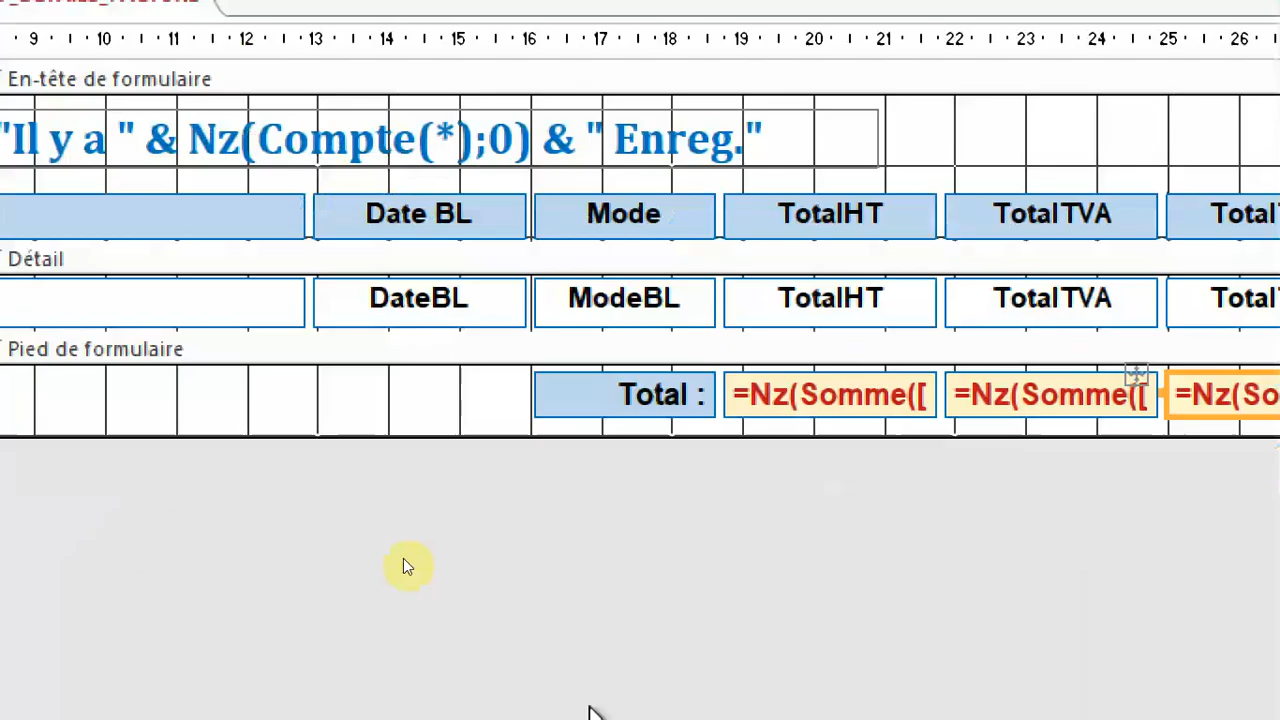 9 10 11 12 13 14 15 16 17 18 19 20 21 22 23 24 25 26
En-tête de formulaire
"Il y a " & Nz(Compte(*);0) & " Enreg."
Date BL Mode TotalHT TotalTVA Total
Détail
DateBL ModeBL TotalHT TotalTVA Total
Pied de formulaire
Total : =Nz(Somme([ =Nz(Somme([ =Nz(So